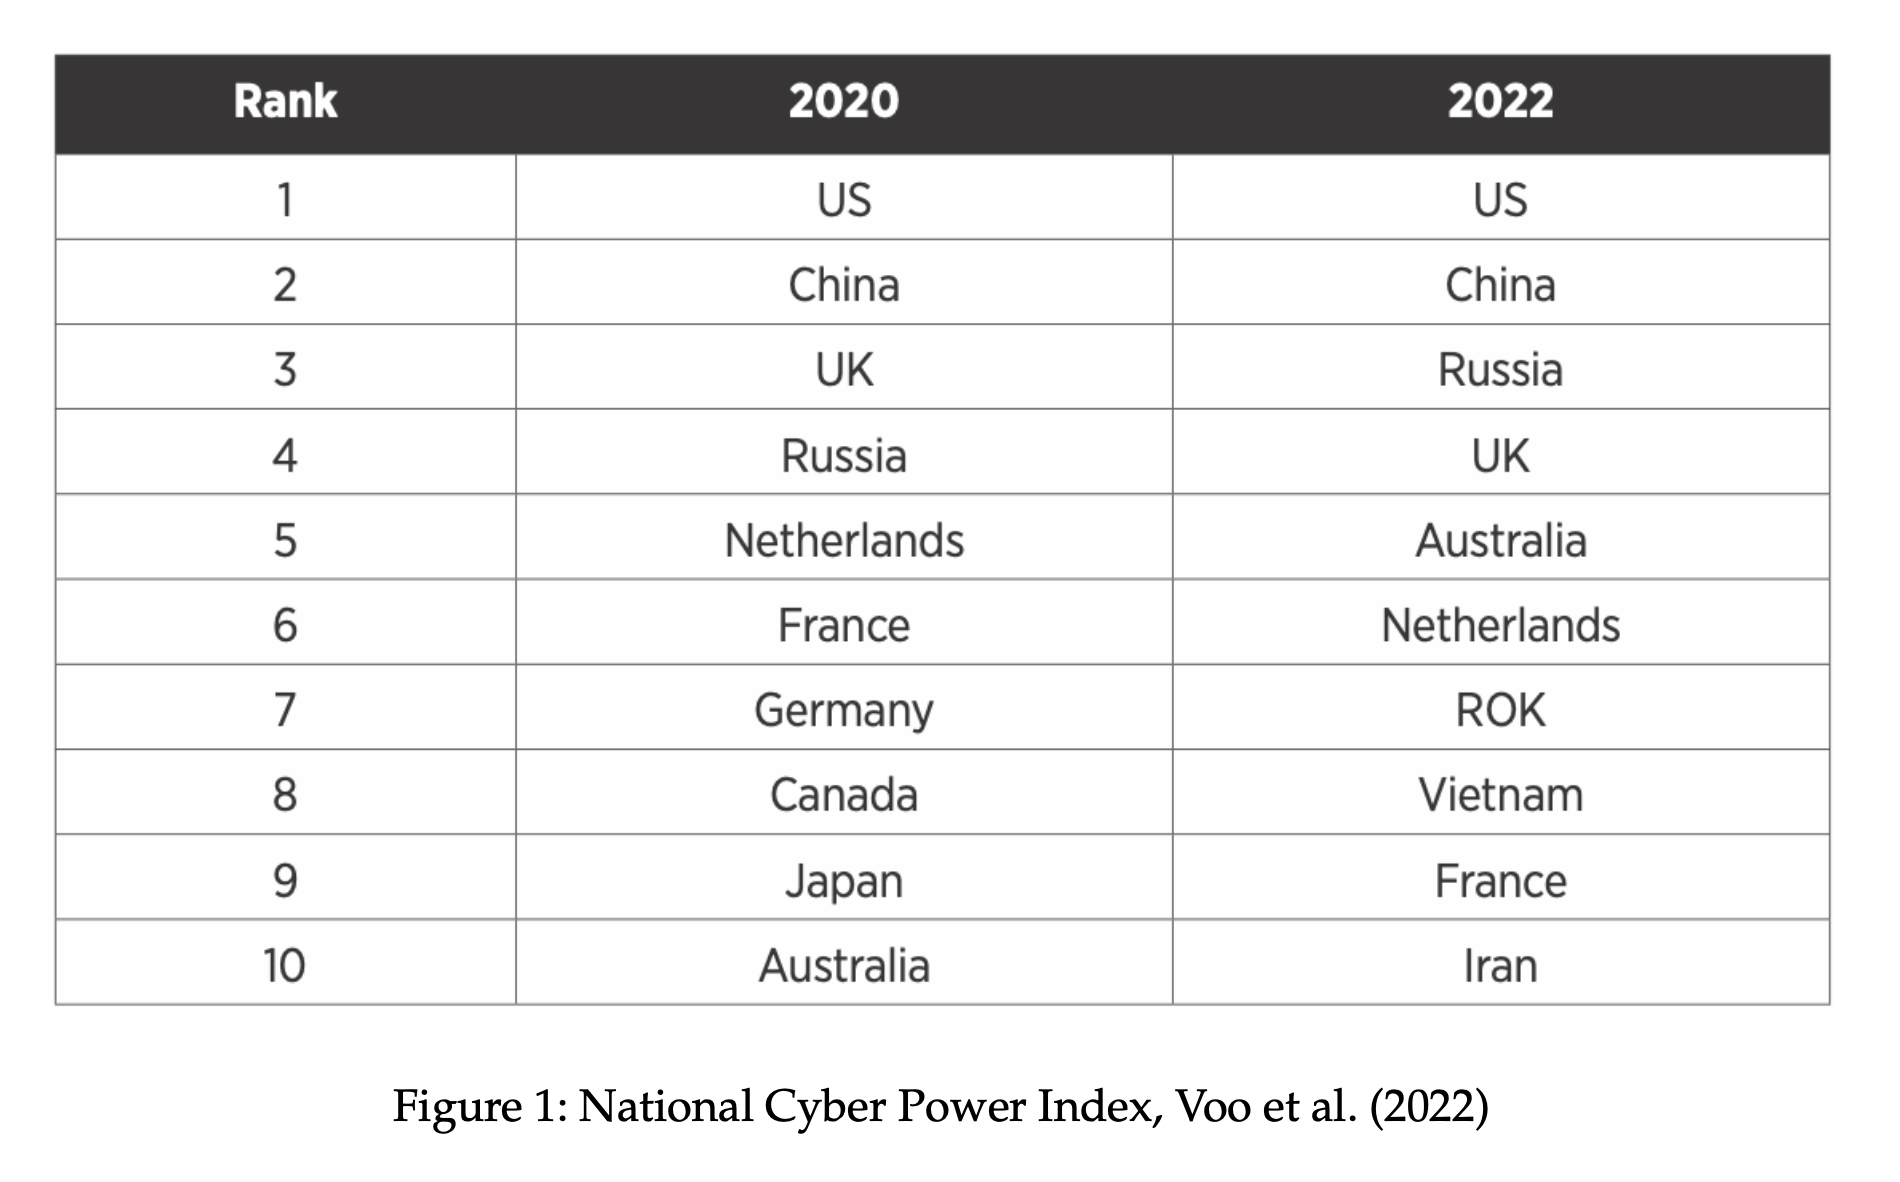 Rank 2020 2022
1 US US
2 China China
3 UK Russia
4 Russia UK
5 Netherlands Australia
6 France Netherlands
7 Germany ROK
8 Canada Vietnam
9 Japan France
10 Australia Iran
Figure 1: National Cyber Power Index, Voo et al. (2022)